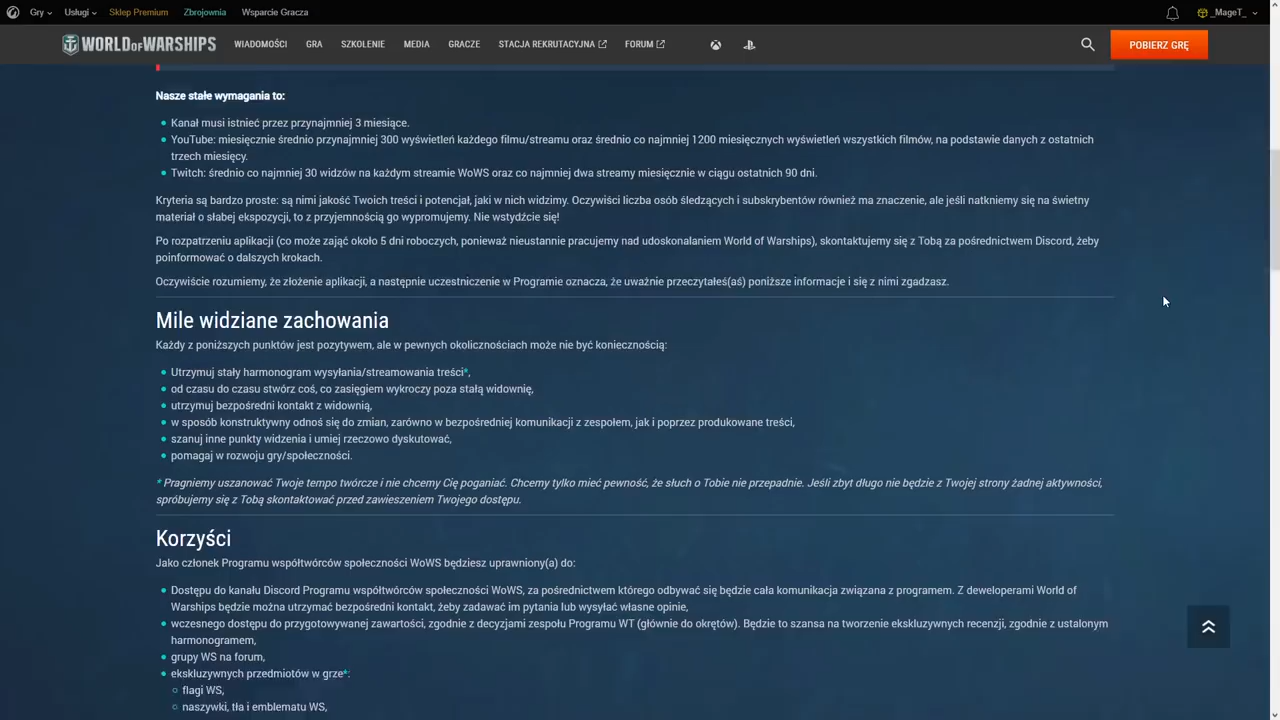 Gry Usługi Sklep Premium Zbrojownia Wsparcie Gracza _MageT_
WORLD OF WARSHIPS WIADOMOŚCI GRA SZKOLENIE MEDIA GRACZE STACJA REKRUTACYJNA FORUM POBIERZ GRĘ
Nasze stałe wymagania to:
Kanał musi istnieć przez przynajmniej 3 miesiące.
YouTube: miesięcznie średnio przynajmniej 300 wyświetleń każdego filmu/streamu oraz średnio co najmniej 1200 miesięcznych wyświetleń wszystkich filmów, na podstawie danych z ostatnich
trzech miesięcy.
Twitch: średnio co najmniej 30 widzów na każdym streamie WoWS oraz co najmniej dwa streamy miesięcznie w ciągu ostatnich 90 dni.
Kryteria są bardzo proste: są nimi jakość Twoich treści i potencjał, jaki w nich widzimy. Oczywiści liczba osób śledzących i subskrybentów również ma znaczenie, ale jeśli natkniemy się na świetny
materiał o słabej ekspozycji, to z przyjemnością go wypromujemy. Nie wstydźcie się!
Po rozpatrzeniu aplikacji (co może zająć około 5 dni roboczych, ponieważ nieustannie pracujemy nad udoskonalaniem World of Warships), skontaktujemy się z Tobą za pośrednictwem Discord, żeby
poinformować o dalszych krokach.
Oczywiście rozumiemy, że złożenie aplikacji, a następnie uczestniczenie w Programie oznacza, że uważnie przeczytałeś(aś) poniższe informacje i się z nimi zgadzasz.
Mile widziane zachowania
Każdy z poniższych punktów jest pozytywem, ale w pewnych okolicznościach może nie być koniecznością:
Utrzymuj stały harmonogram wysyłania/streamowania treści*,
od czasu do czasu stwórz coś, co zasięgiem wykroczy poza stałą widownię,
utrzymuj bezpośredni kontakt z widownią,
w sposób konstruktywny odnoś się do zmian, zarówno w bezpośredniej komunikacji z zespołem, jak i poprzez produkowane treści,
szanuj inne punkty widzenia i umiej rzeczowo dyskutować,
pomagaj w rozwoju gry/społeczności.
* Pragniemy uszanować Twoje tempo twórcze i nie chcemy Cię poganiać. Chcemy tylko mieć pewność, że słuch o Tobie nie przepadnie. Jeśli zbyt długo nie będzie z Twojej strony żadnej aktywności,
spróbujemy się z Tobą skontaktować przed zawieszeniem Twojego dostępu.
Korzyści
Jako członek Programu współtwórców społeczności WoWS będziesz uprawniony(a) do:
Dostępu do kanału Discord Programu współtwórców społeczności WoWS, za pośrednictwem którego odbywać się będzie cała komunikacja związana z programem. Z deweloperami World of
Warships będzie można utrzymać bezpośredni kontakt, żeby zadawać im pytania lub wysyłać własne opinie,
wczesnego dostępu do przygotowywanej zawartości, zgodnie z decyzjami zespołu Programu WT (głównie do okrętów). Będzie to szansa na tworzenie ekskluzywnych recenzji, zgodnie z ustalonym
harmonogramem,
grupy WS na forum,
ekskluzywnych przedmiotów w grze*:
flagi WS,
naszywki, tła i emblematu WS,